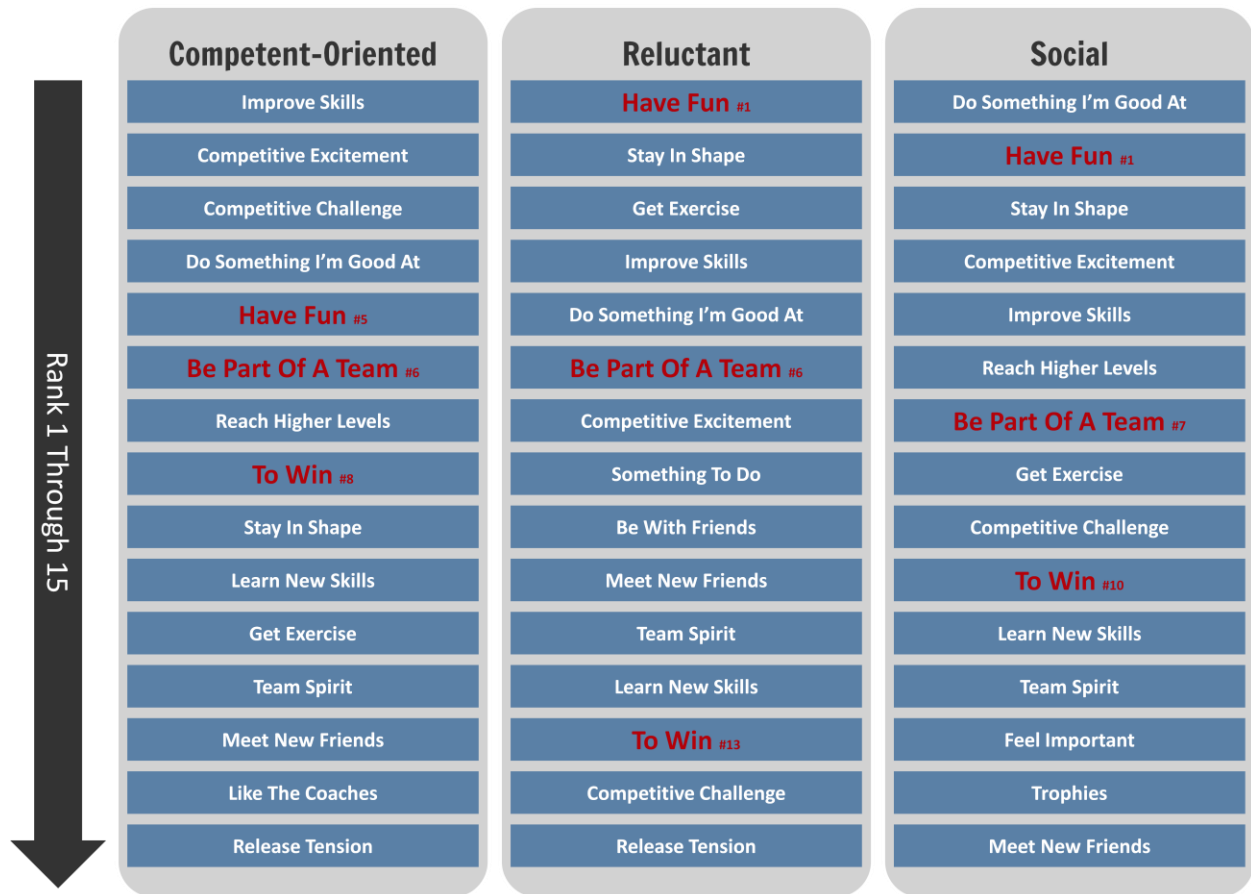 Rank 1 Through 15
Competent-Oriented
Improve Skills
Competitive Excitement
Competitive Challenge
Do Something I'm Good At
Have Fun #5
Be Part Of A Team #6
Reach Higher Levels
To Win #8
Stay In Shape
Learn New Skills
Get Exercise
Team Spirit
Meet New Friends
Like The Coaches
Release Tension
Reluctant
Have Fun #1
Stay In Shape
Get Exercise
Improve Skills
Do Something I'm Good At
Be Part Of A Team #6
Competitive Excitement
Something To Do
Be With Friends
Meet New Friends
Team Spirit
Learn New Skills
To Win #13
Competitive Challenge
Release Tension
Social
Do Something I'm Good At
Have Fun #1
Stay In Shape
Competitive Excitement
Improve Skills
Reach Higher Levels
Be Part Of A Team #7
Get Exercise
Competitive Challenge
To Win #10
Learn New Skills
Team Spirit
Feel Important
Trophies
Meet New Friends